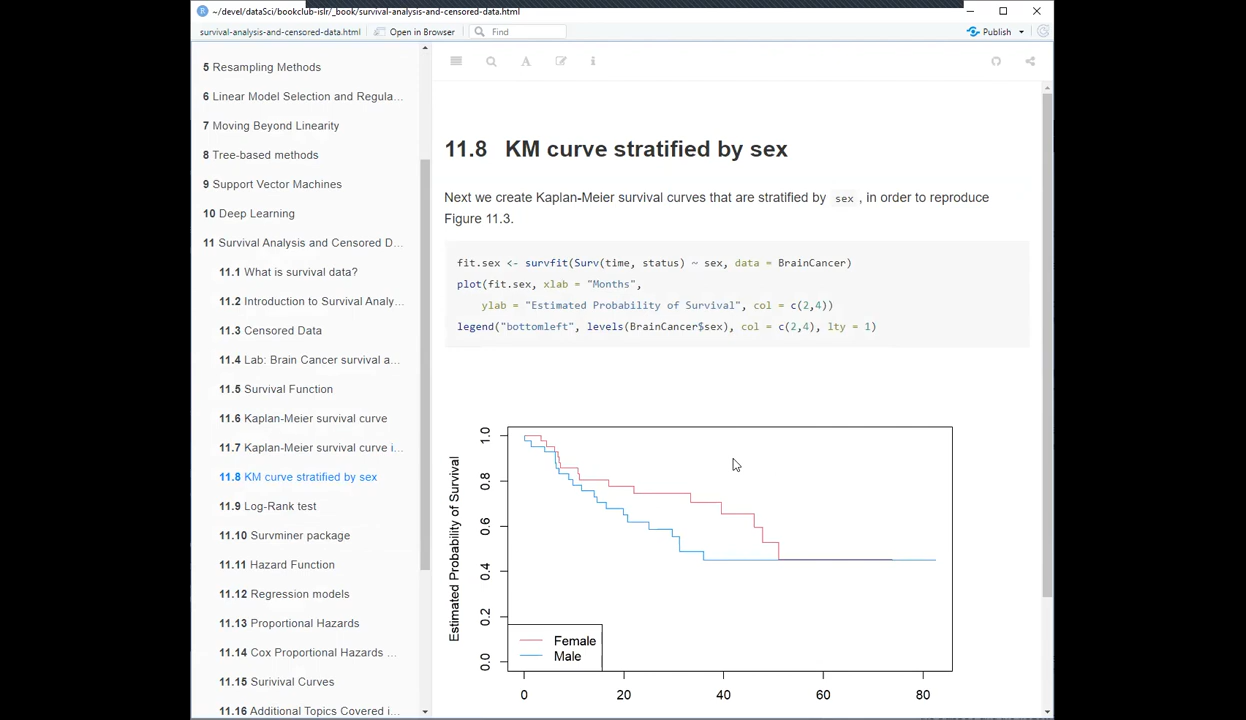 ~/devel/dataSci/bookclub-islr/_book/survival-analysis-and-censored-data.html
survival-analysis-and-censored-data.html
Open in Browser
Find
Publish
5 Resampling Methods
6 Linear Model Selection and Regula...
7 Moving Beyond Linearity
8 Tree-based methods
9 Support Vector Machines
10 Deep Learning
11 Survival Analysis and Censored D...
11.1 What is survival data?
11.2 Introduction to Survival Analy...
11.3 Censored Data
11.4 Lab: Brain Cancer survival a...
11.5 Survival Function
11.6 Kaplan-Meier survival curve
11.7 Kaplan-Meier survival curve i...
11.8 KM curve stratified by sex
11.9 Log-Rank test
11.10 Survminer package
11.11 Hazard Function
11.12 Regression models
11.13 Proportional Hazards
11.14 Cox Proportional Hazards ...
11.15 Surivival Curves
11.16 Additional Topics Covered i...
11.8 KM curve stratified by sex
Next we create Kaplan-Meier survival curves that are stratified by sex , in order to reproduce
Figure 11.3.
fit.sex <- survfit(Surv(time, status) ~ sex, data = BrainCancer)
plot(fit.sex, xlab = "Months",
ylab = "Estimated Probability of Survival", col = c(2,4))
legend("bottomleft", levels(BrainCancer$sex), col = c(2,4), lty = 1)
Estimated Probability of Survival
1.0
0.8
0.6
0.4
0.2
0.0
Female
Male
0 20 40 60 80